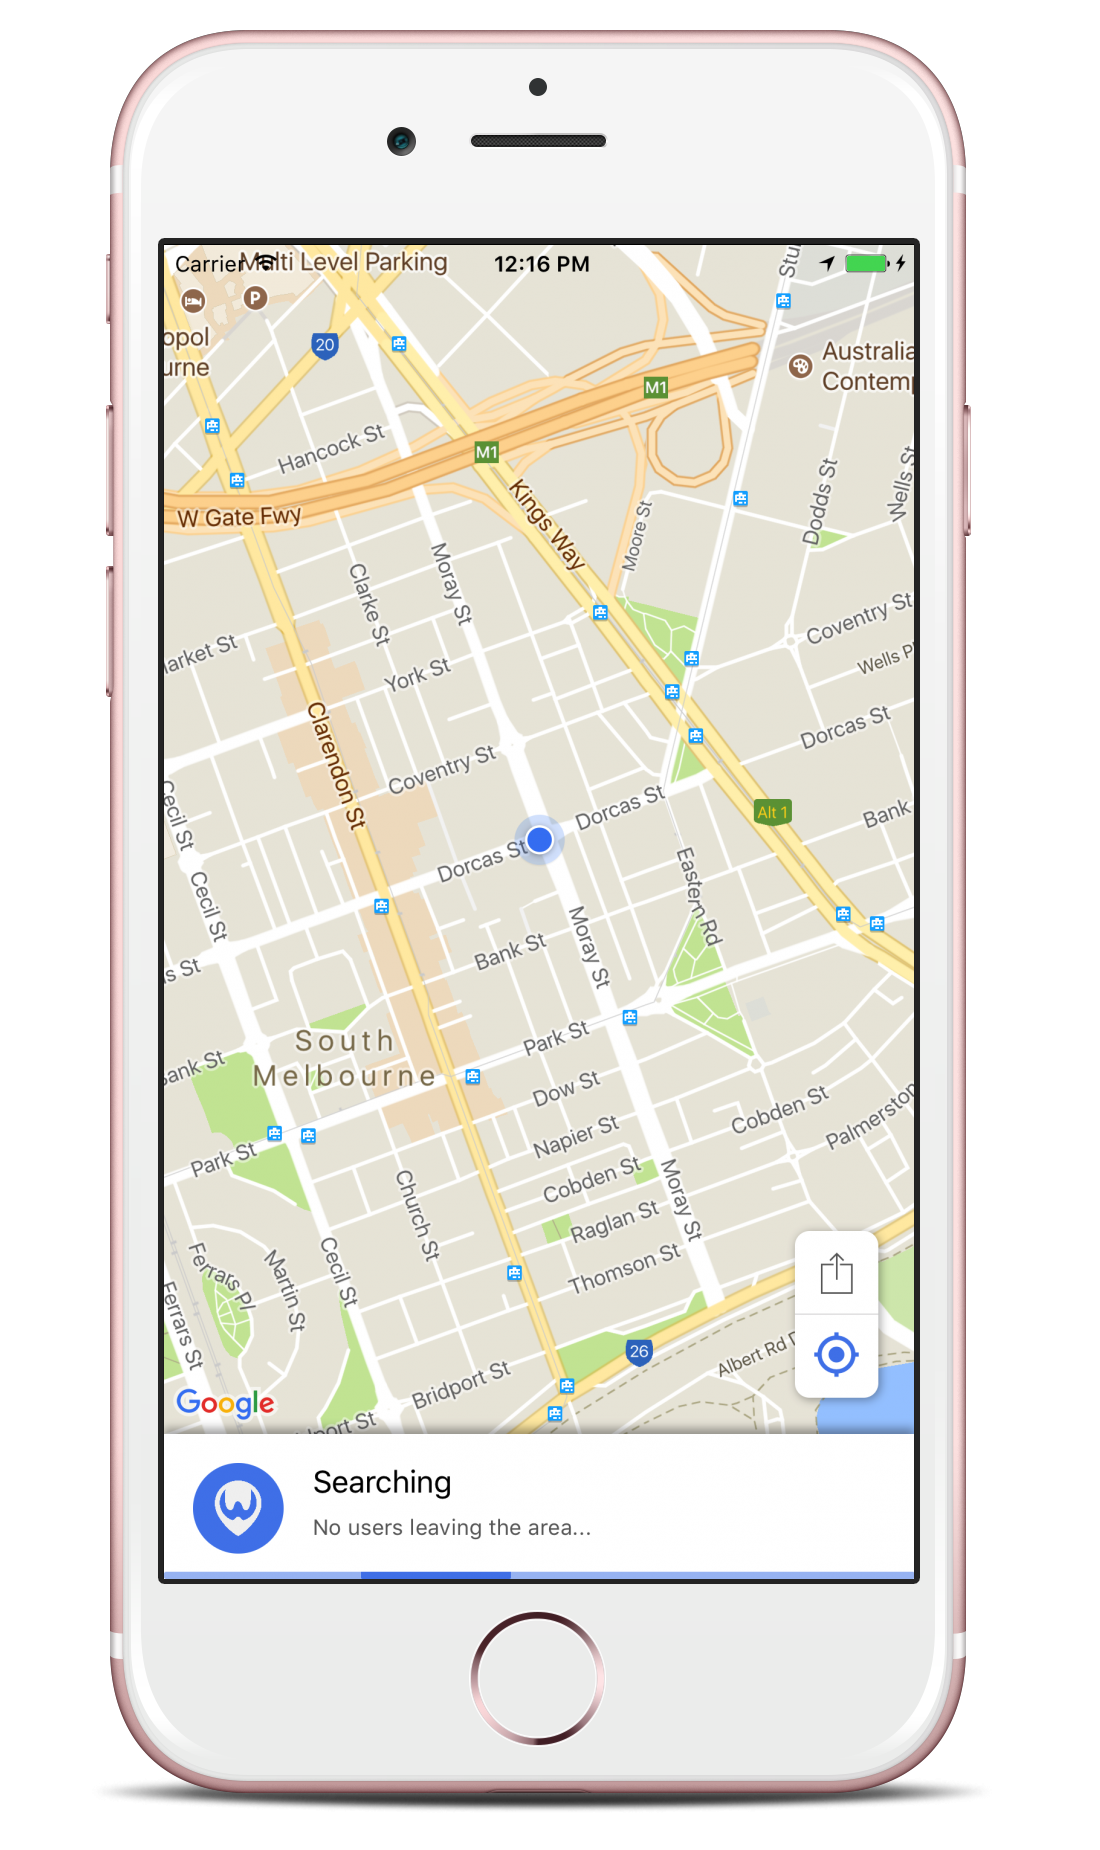 Carrier
Multi Level Parking
12:16 PM
P
opol
urne
20
M1
M1
Australia
Contemp
Hancock St
W Gate Fwy
Kings Way
Moore St
Dodds St
Wells St
Clarke St
Moray St
Coventry St
Wells Pl
arket St
York St
Clarendon St
Coventry St
Dorcas St
Dorcas St
Alt 1
Bank
Cecil St
Cecil St
Dorcas St
Eastern Rd
Moray St
Bank St
s St
South
Melbourne
Park St
Bank St
Dow St
Cobden St
Palmerston
Napier St
Park St
Cobden St
Church St
Moray St
Raglan St
Thomson St
Ferrars Pl
Martin St
Cecil St
Ferrars St
26
Albert Rd D
Bridport St
Google
port St
Searching
No users leaving the area...